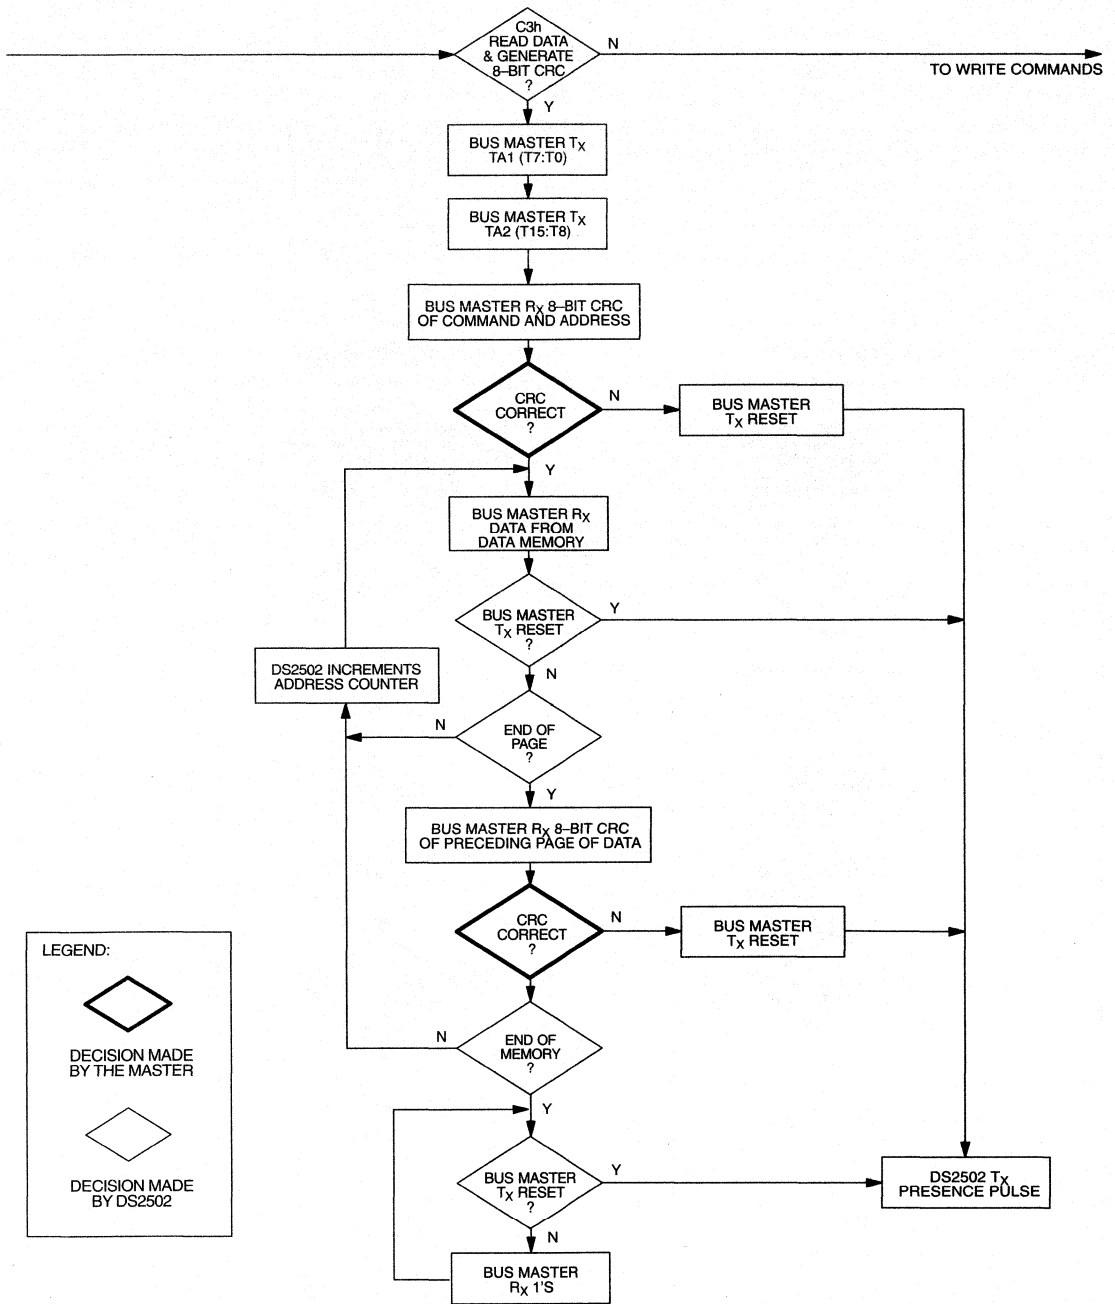 C3h
READ DATA
& GENERATE
8–BIT CRC
?
N
TO WRITE COMMANDS
Y
BUS MASTER TX
TA1 (T7:T0)
BUS MASTER TX
TA2 (T15:T8)
BUS MASTER RX 8–BIT CRC
OF COMMAND AND ADDRESS
CRC
CORRECT
?
N
BUS MASTER
TX RESET
Y
BUS MASTER RX
DATA FROM
DATA MEMORY
BUS MASTER
TX RESET
?
Y
N
DS2502 INCREMENTS
ADDRESS COUNTER
END OF
PAGE
?
N
Y
BUS MASTER RX 8–BIT CRC
OF PRECEDING PAGE OF DATA
CRC
CORRECT
?
N
BUS MASTER
TX RESET
LEGEND:
DECISION MADE
BY THE MASTER
DECISION MADE
BY DS2502
END OF
MEMORY
?
N
Y
BUS MASTER
TX RESET
?
Y
N
DS2502 TX
PRESENCE PULSE
BUS MASTER
RX 1'S